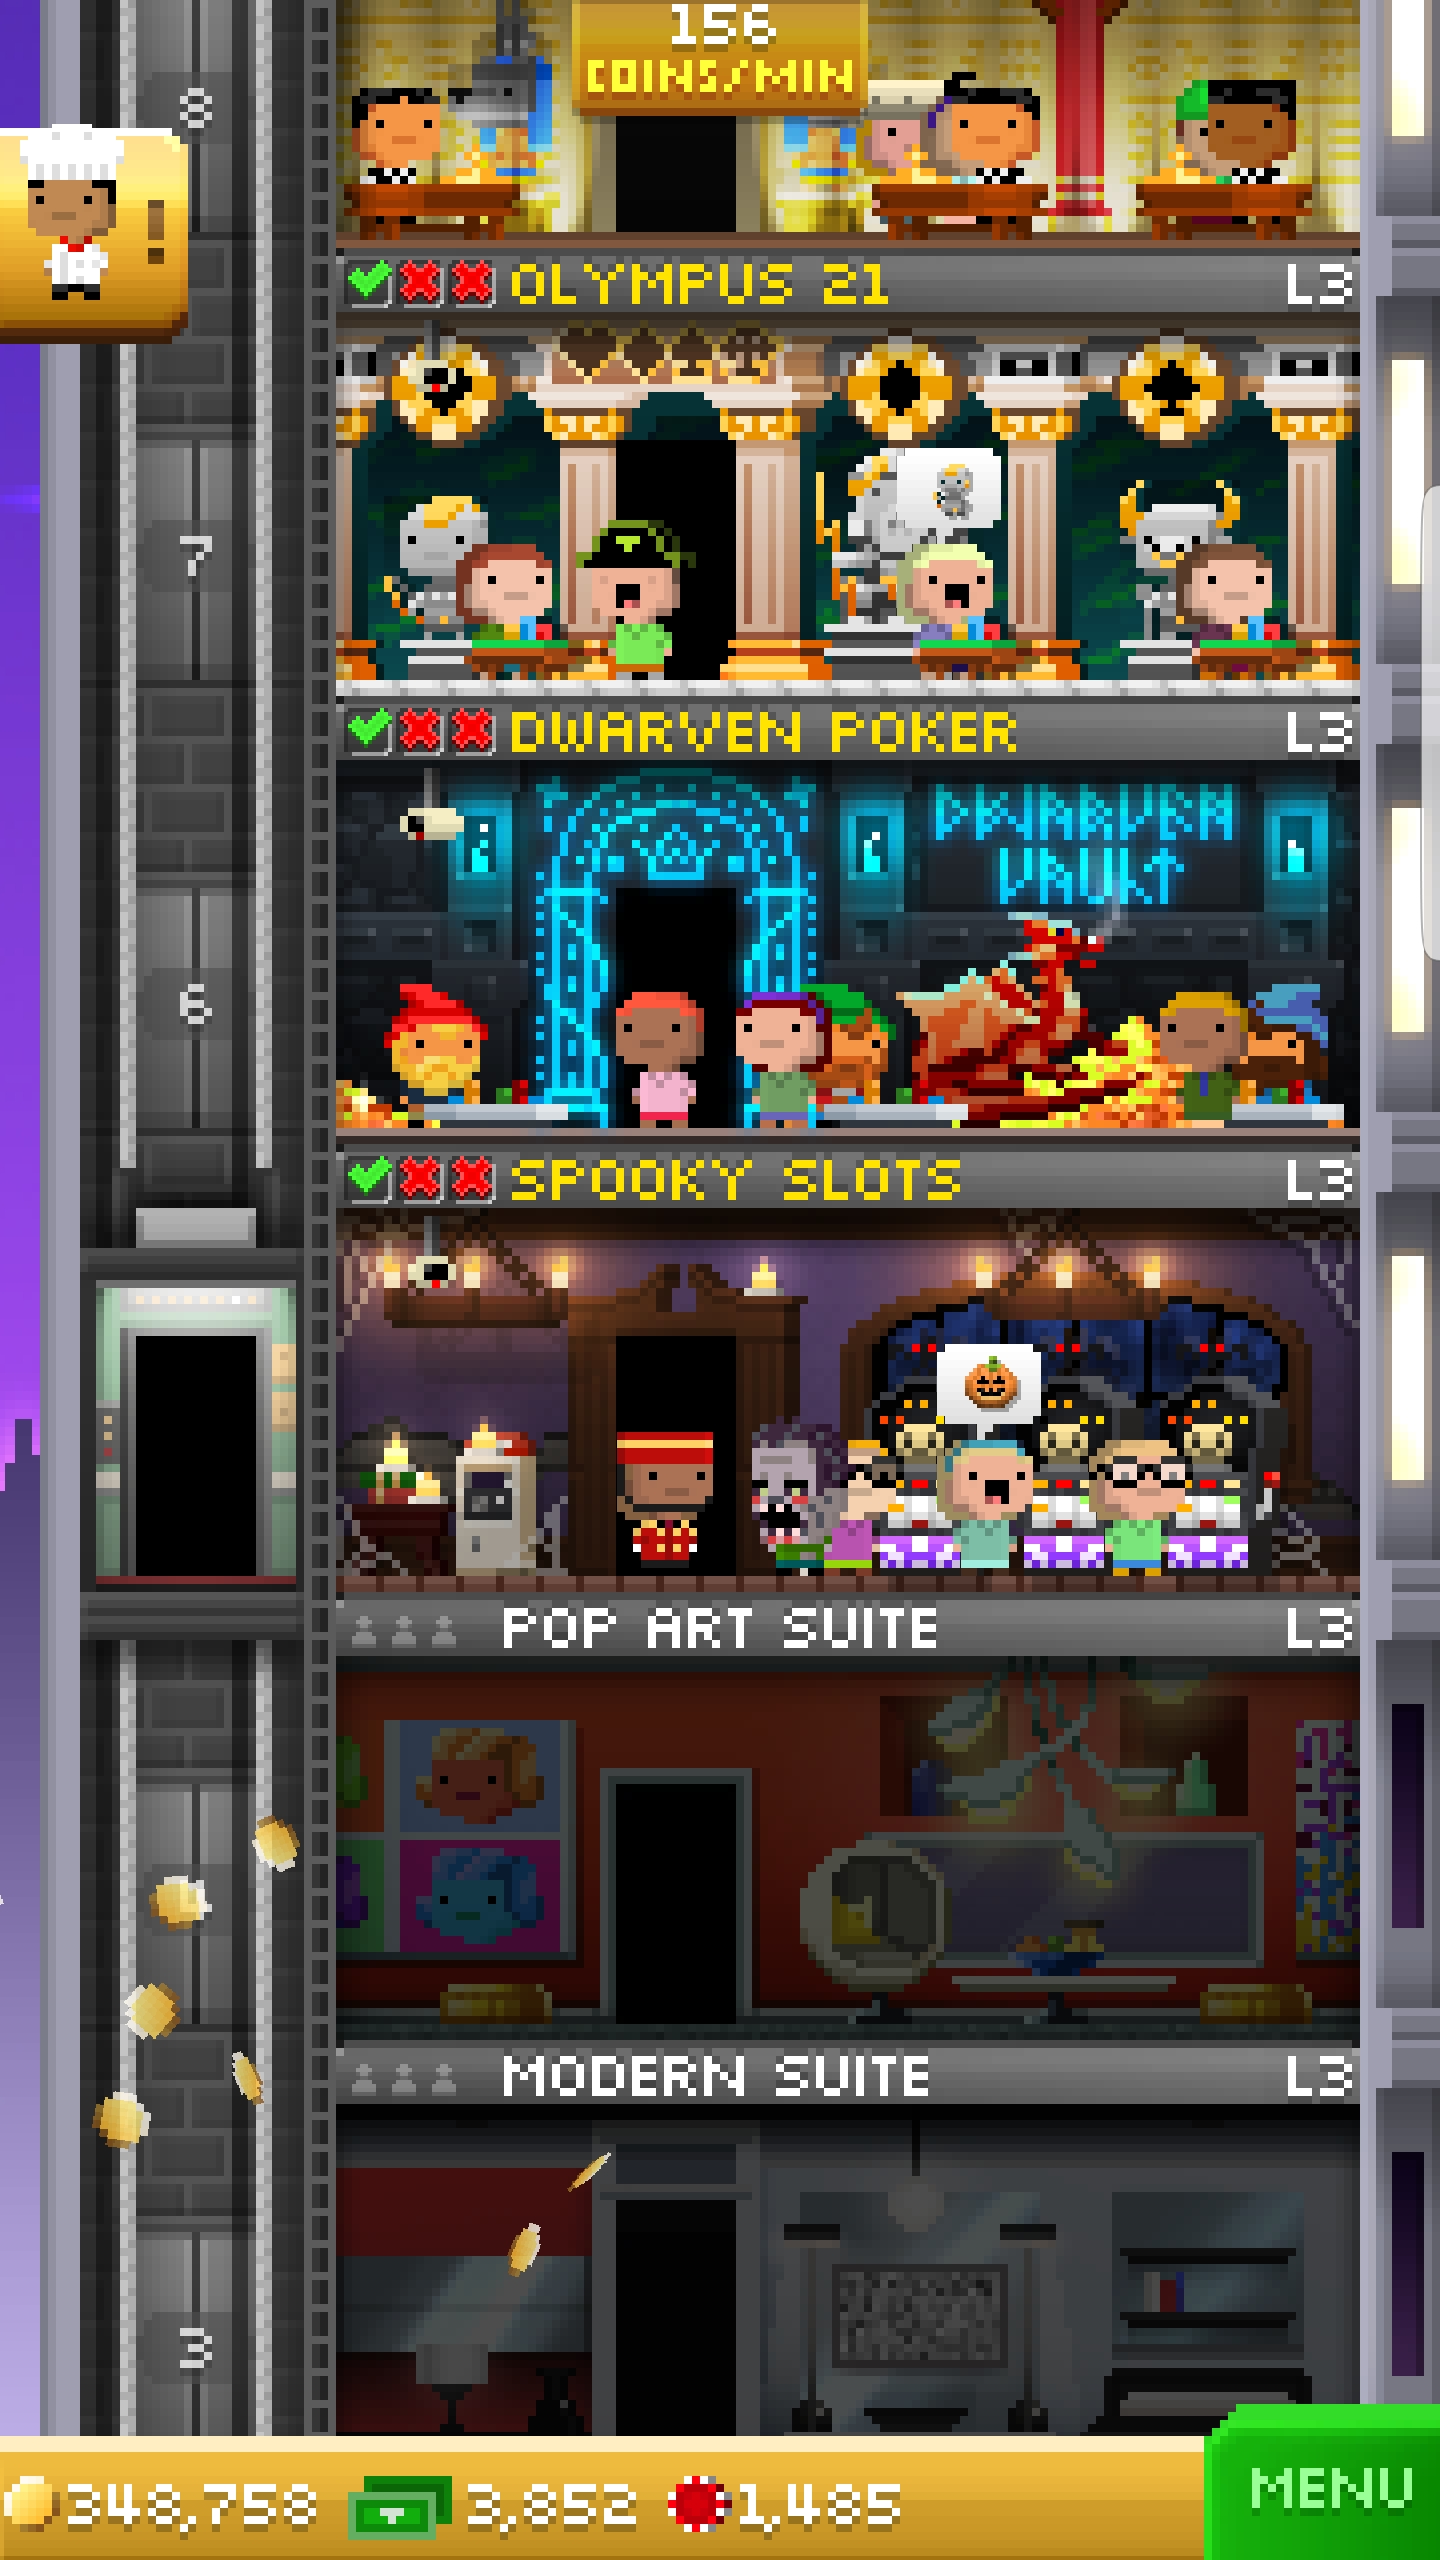 156
COINS/MIN
8
!
OLYMPUS 21 L3
7
DWARVEN POKER L3
DWARVEN
VAULT
6
SPOOKY SLOTS L3
POP ART SUITE L3
MODERN SUITE L3
3
348,758 3,852 1,485 MENU